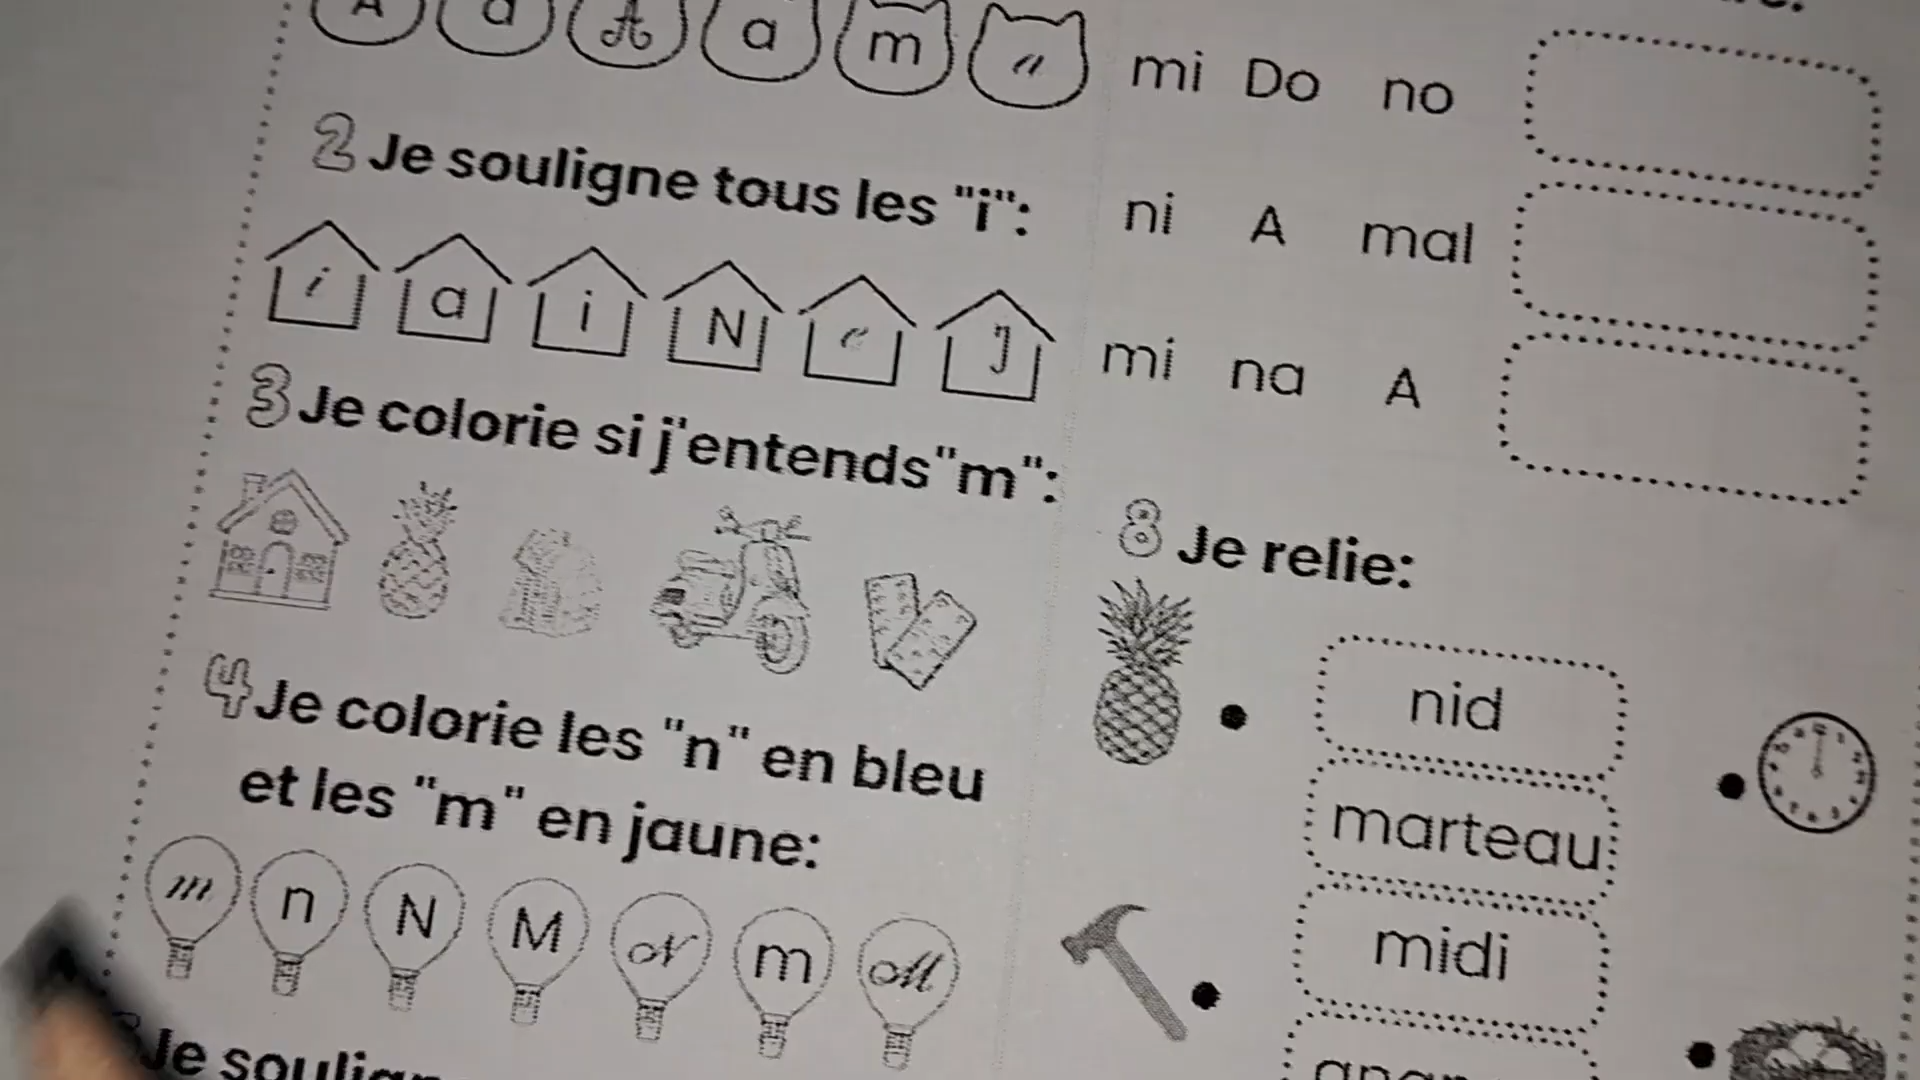 A a A a m a
2 Je souligne tous les "i":
i a i N e J
3 Je colorie si j'entends"m":
4 Je colorie les "n" en bleu
et les "m" en jaune:
m n N M N m M
Je
mi Do no
ni A mal
mi na A
8 Je relie:
nid
marteau
midi